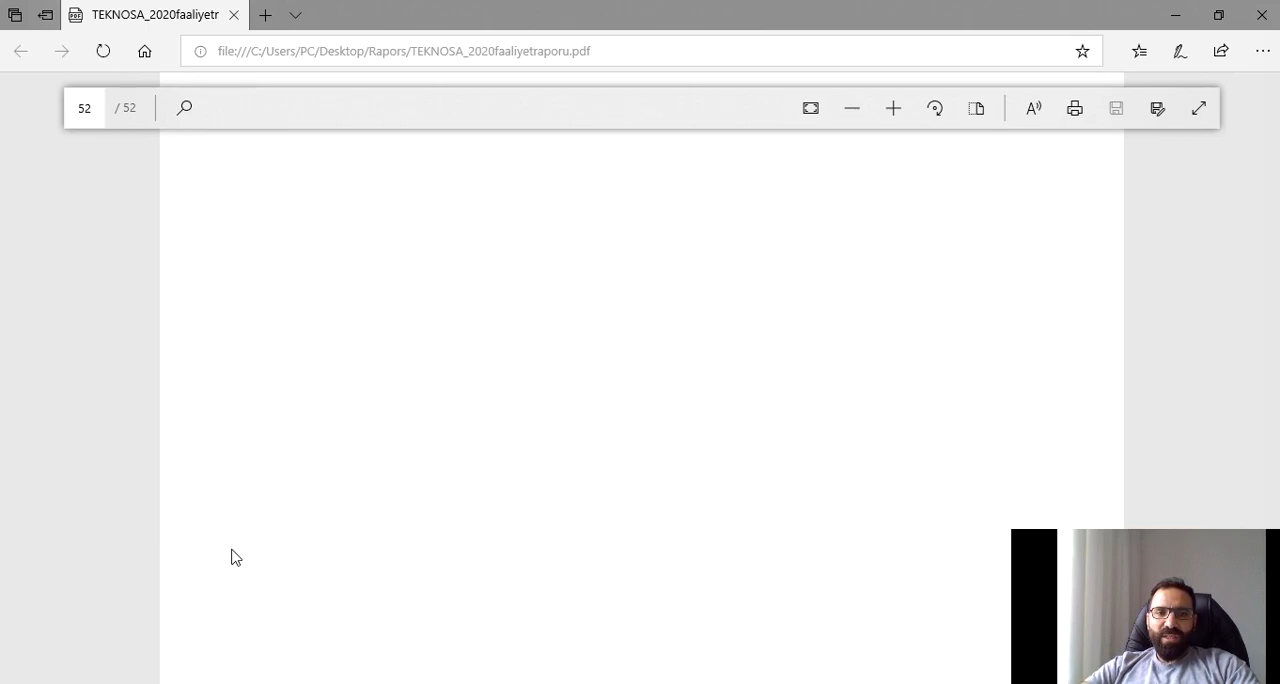 TEKNOSA_2020faaliyetr
file:///C:/Users/PC/Desktop/Rapors/TEKNOSA_2020faaliyetraporu.pdf
52 / 52